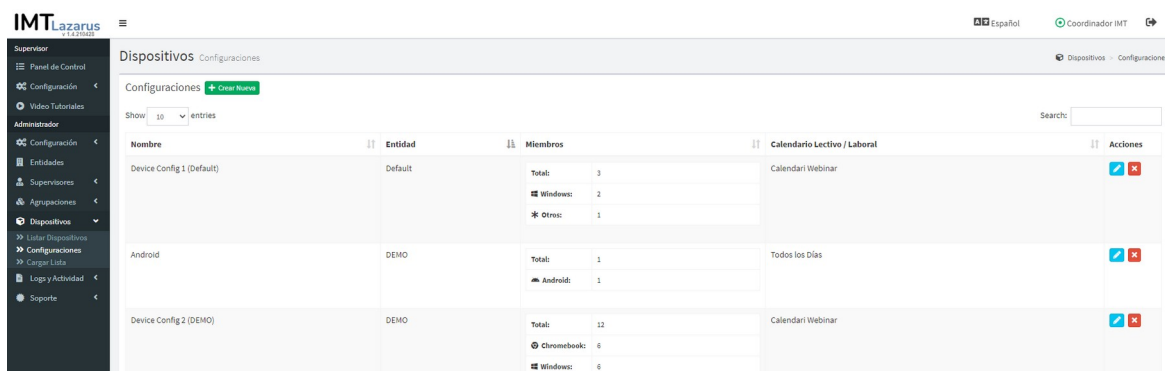 IMTLazarus
v 1.4.210428
Español
Coordinador IMT
Supervisor
Panel de Control
Configuración
Video Tutoriales
Administrador
Configuración
Entidades
Supervisores
Agrupaciones
Dispositivos
Listar Dispositivos
Configuraciones
Cargar Lista
Logs y Actividad
Soporte
Dispositivos Configuraciones
Dispositivos > Configuracione
Configuraciones + Crear Nueva
Show 10 entries
Search:
Nombre Entidad Miembros Calendario Lectivo / Laboral Acciones
Device Config 1 (Default) Default Total: 3 Calendari Webinar
Windows: 2
Otros: 1
Android DEMO Total: 1 Todos los Días
Android: 1
Device Config 2 (DEMO) DEMO Total: 12 Calendari Webinar
Chromebook: 6
Windows: 6